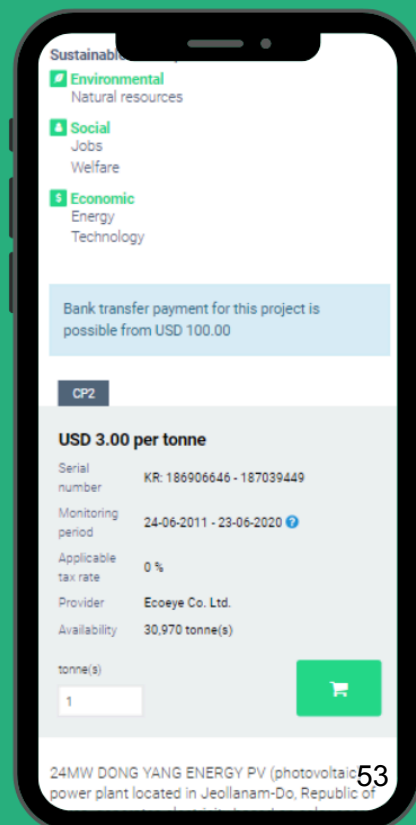 Sustainable
Environmental
Natural resources
Social
Jobs
Welfare
$ Economic
Energy
Technology
Bank transfer payment for this project is
possible from USD 100.00
CP2
USD 3.00 per tonne
Serial
number
KR: 186906646 - 187039449
Monitoring
period
24-06-2011 - 23-06-2020 ?
Applicable
tax rate
0 %
Provider
Ecoeye Co. Ltd.
Availability
30,970 tonne(s)
tonne(s)
1
24MW DONG YANG ENERGY PV (photovoltaic
53
power plant located in Jeollanam-Do, Republic of